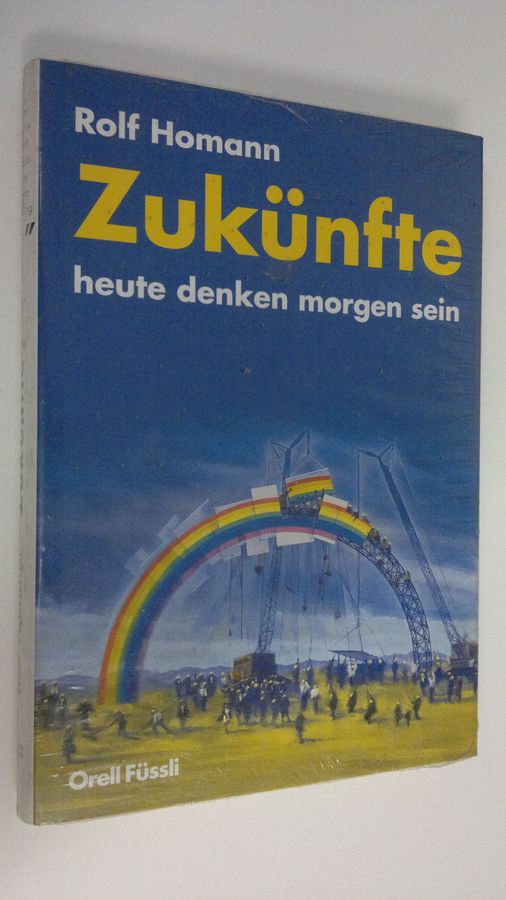 Rolf Homann
Zukünfte
heute denken morgen sein
Orell Füssli